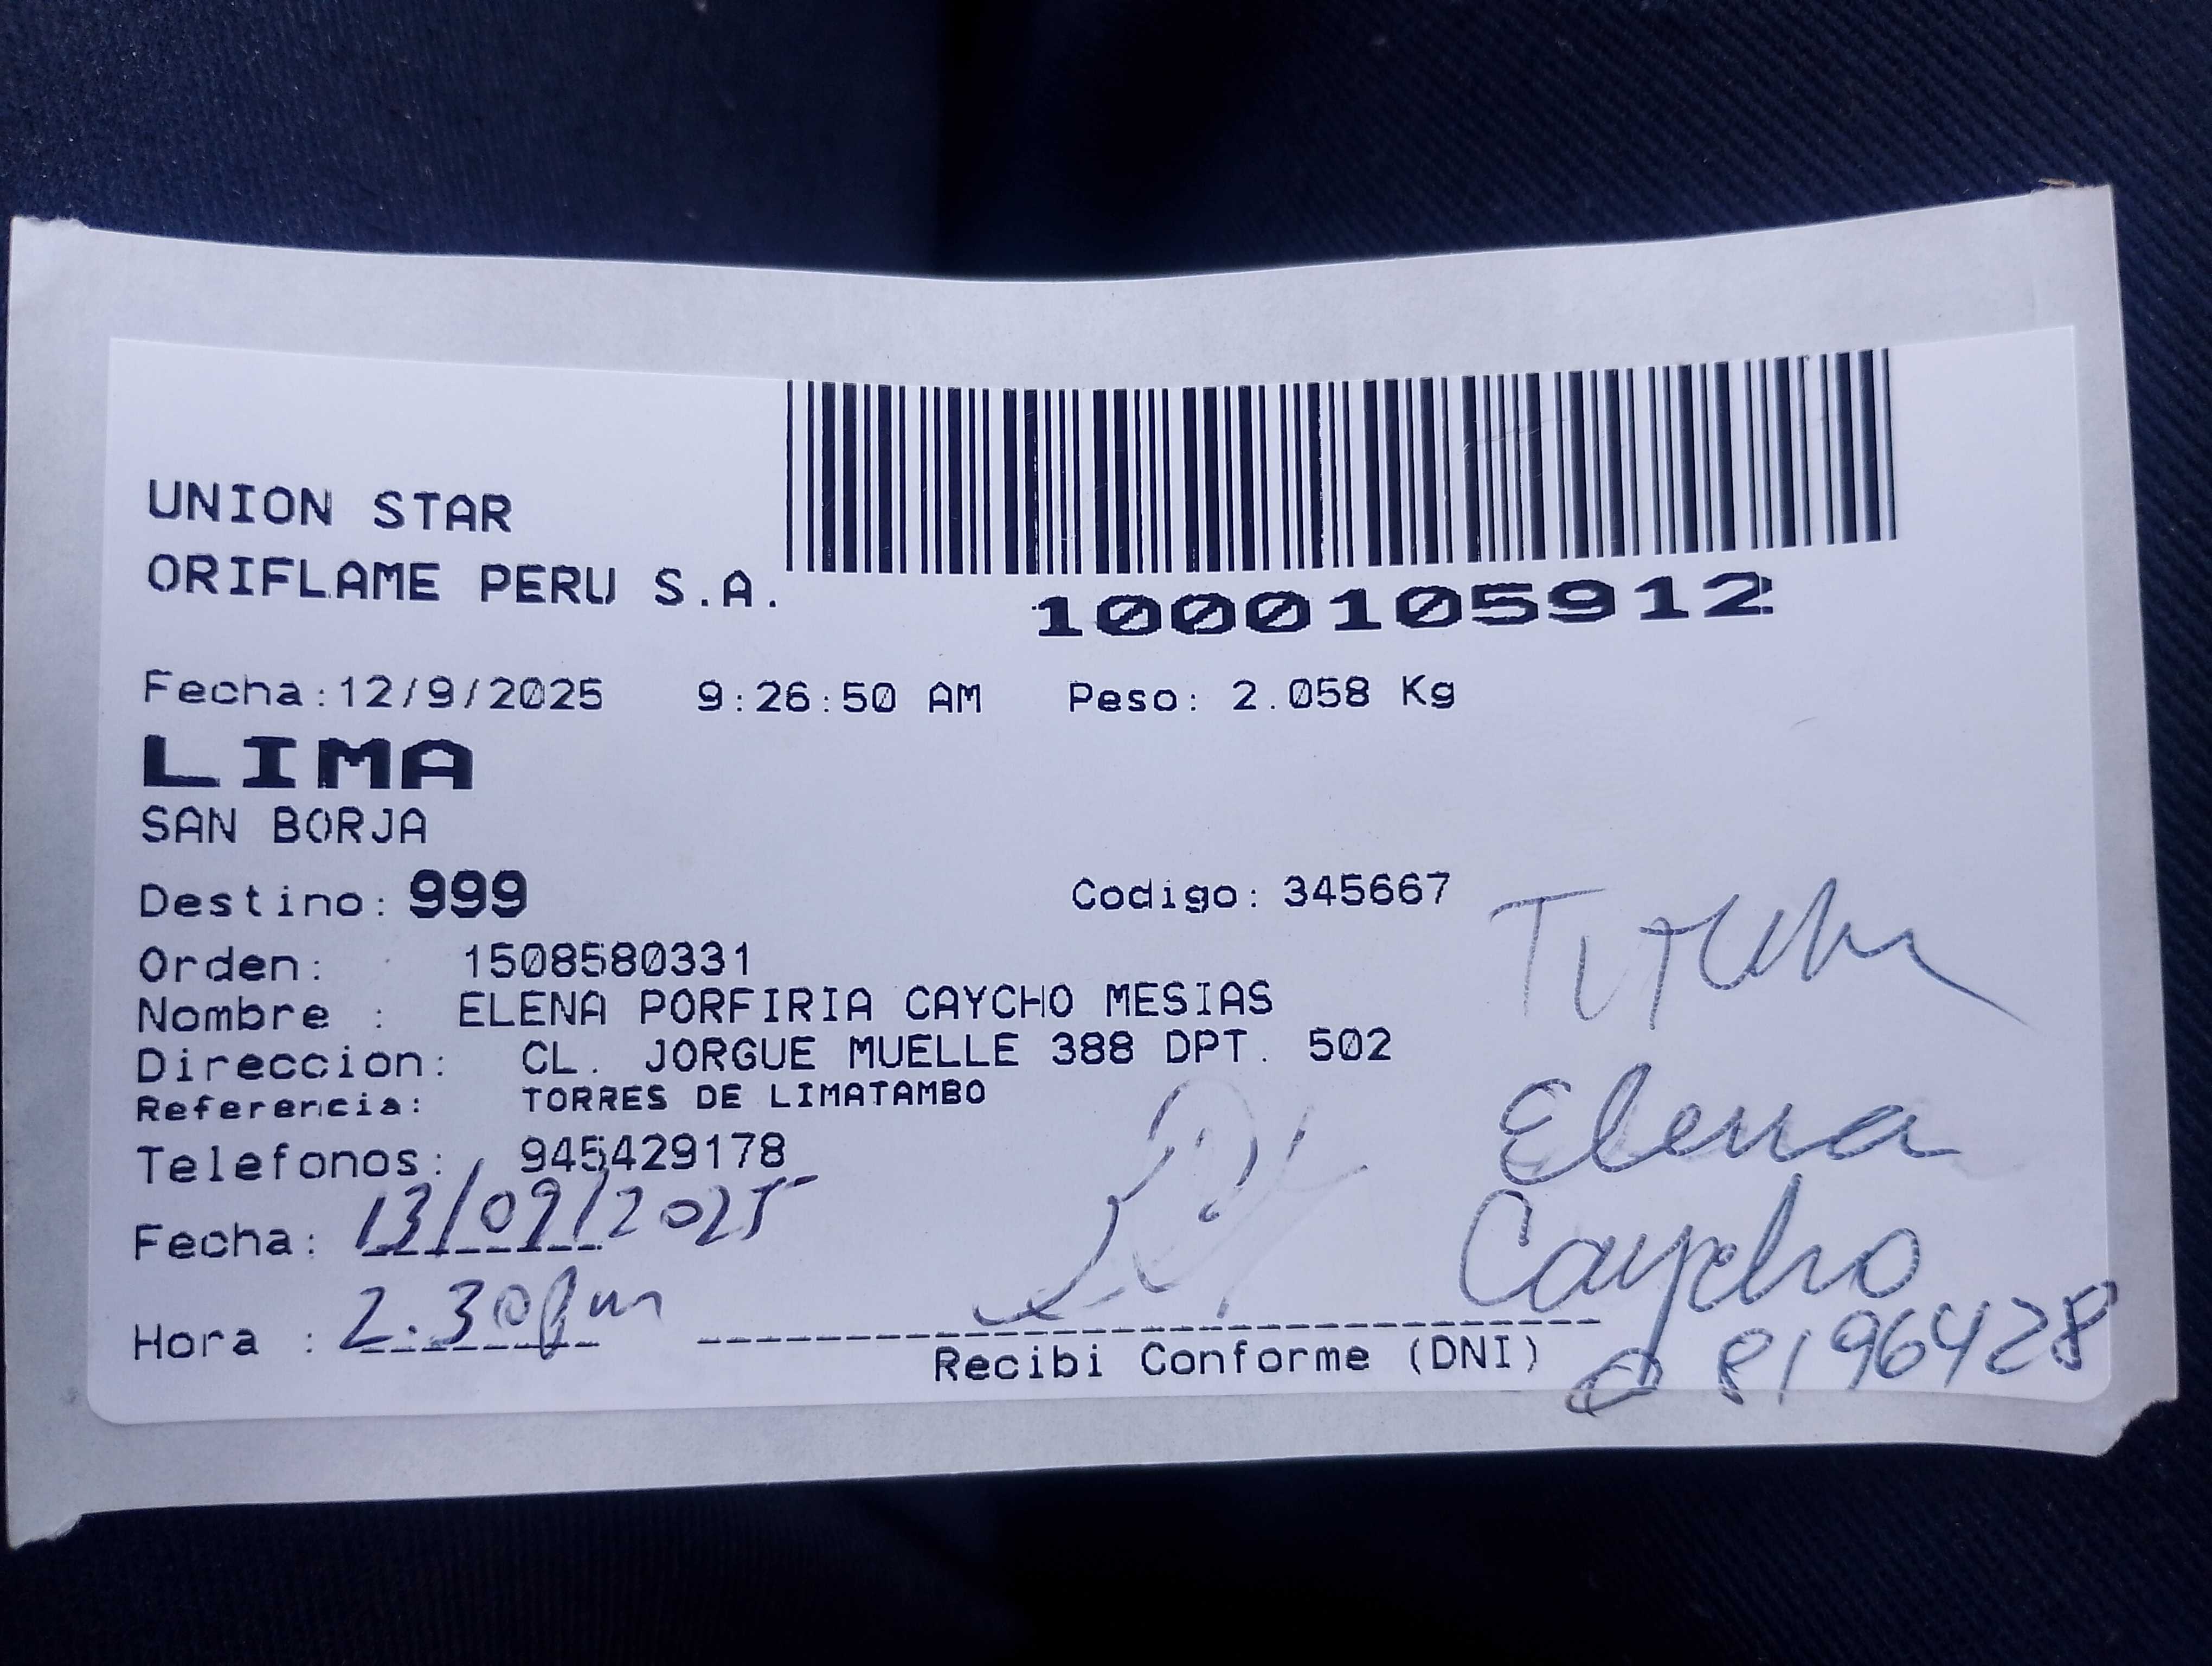 UNION STAR
ORIFLAME PERU S.A.
1000105912
Fecha:12/9/2025 9:26:50 AM Peso: 2.058 Kg
LIMA
SAN BORJA
Destino: 999 Codigo: 345667
Orden: 1508580331
Nombre : ELENA PORFIRIA CAYCHO MESIAS
Direccion: CL. JORGUE MUELLE 388 DPT. 502
Referencia: TORRES DE LIMATAMBO
Telefonos: 945429178
Fecha: 13/09/2025
Hora : 2.30pm
Recibi Conforme (DNI)
Elena
Caycho
08196428